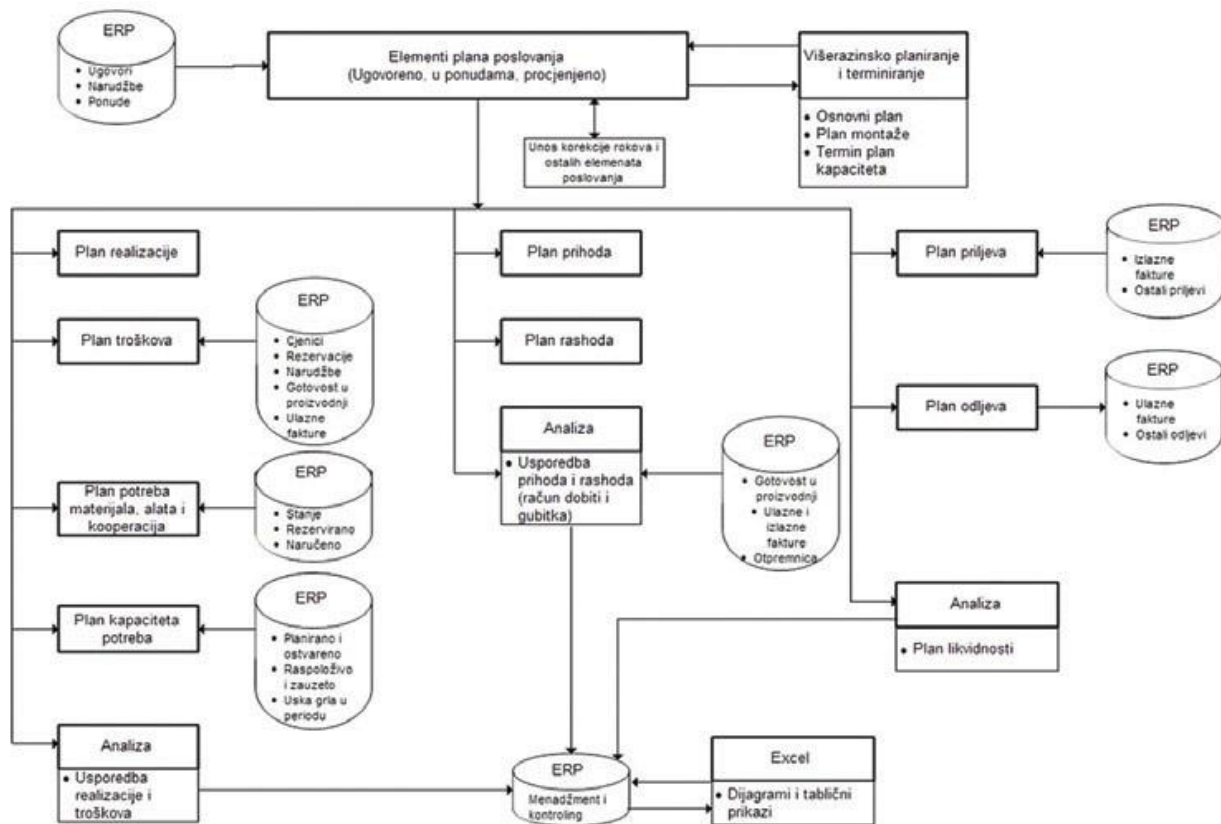 ERP
Ugovori
Narudžbe
Ponude
Elementi plana poslovanja
(Ugovoreno, u ponudama, procjenjeno)
Višerazinsko planiranje
i terminiranje
Osnovni plan
Plan montaže
Termin plan
kapaciteta
Unos korekcije rokova i
ostalih elemenata
poslovanja
Plan realizacije
Plan prihoda
Plan priljeva
ERP
Izlazne
fakture
Ostali priljevi
Plan troškova
ERP
Cjenici
Rezervacije
Narudžbe
Gotovost u
proizvodnji
Ulazne
fakture
Plan rashoda
Plan odljeva
ERP
Ulazne
fakture
Ostali odljevi
Analiza
Usporedba
prihoda i rashoda
(račun dobiti i
gubitka)
ERP
Gotovost u
proizvodnji
Ulazne i
izlazne
fakture
Otpremnica
Plan potreba
materijala, alata i
kooperacija
ERP
Stanje
Rezervirano
Naručeno
Plan kapaciteta
potreba
ERP
Planirano i
ostvareno
Raspoloživo
i zauzeto
Uska grla u
periodu
Analiza
Plan likvidnosti
Analiza
Usporedba
realizacije i
troškova
ERP
Menadžment i
kontroling
Excel
Dijagrami i tablični
prikazi